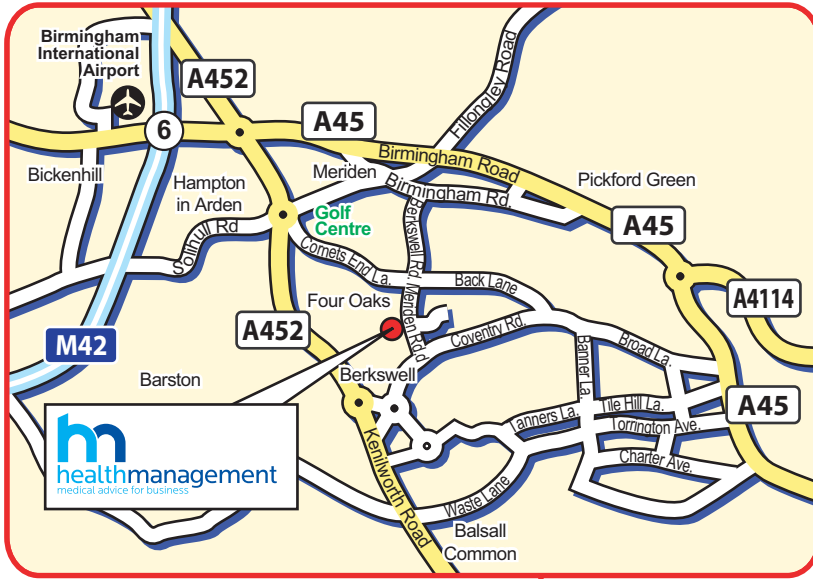 Birmingham
International
Airport
A452
A45
Fillongley Road
6
Birmingham Road
Bickenhill
Hampton
in Arden
Meriden
Birmingham Rd.
Pickford Green
Golf
Centre
Solihull Rd
Berkswell Rd.
A45
Cornets End La.
Back Lane
A4114
Four Oaks
Meriden Rd.d
M42
A452
Coventry Rd.
Broad La.
Banner La.
Barston
Berkswell
A45
Tile Hill La.
Tanners La.
Torrington Ave.
Charter Ave.
hm
healthmanagement
medical advice for business
Kenilworth Road
Waste Lane
Balsall
Common